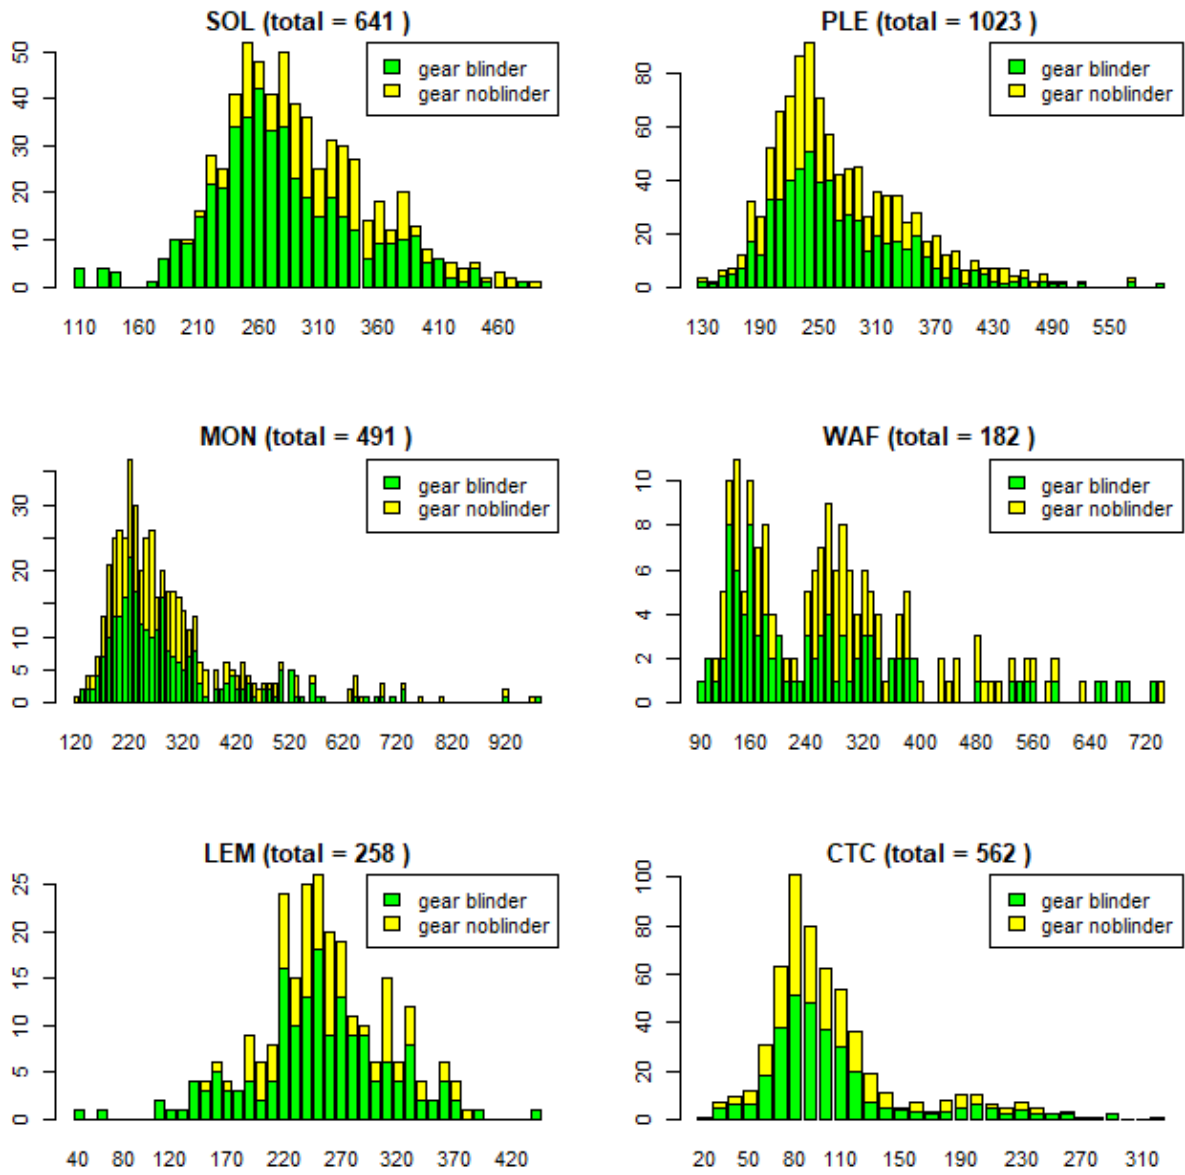 SOL (total = 641 )
gear blinder
gear noblinder
50
40
30
20
10
0
110 160 210 260 310 360 410 460
PLE (total = 1023 )
gear blinder
gear noblinder
80
60
40
20
0
130 190 250 310 370 430 490 550
MON (total = 491 )
gear blinder
gear noblinder
30
20
10
5
0
120 220 320 420 520 620 720 820 920
WAF (total = 182 )
gear blinder
gear noblinder
10
8
6
4
2
0
90 160 240 320 400 480 560 640 720
LEM (total = 258 )
gear blinder
gear noblinder
25
20
15
10
5
0
40 80 120 170 220 270 320 370 420
CTC (total = 562 )
gear blinder
gear noblinder
100
80
60
40
20
0
20 50 80 110 150 190 230 270 310